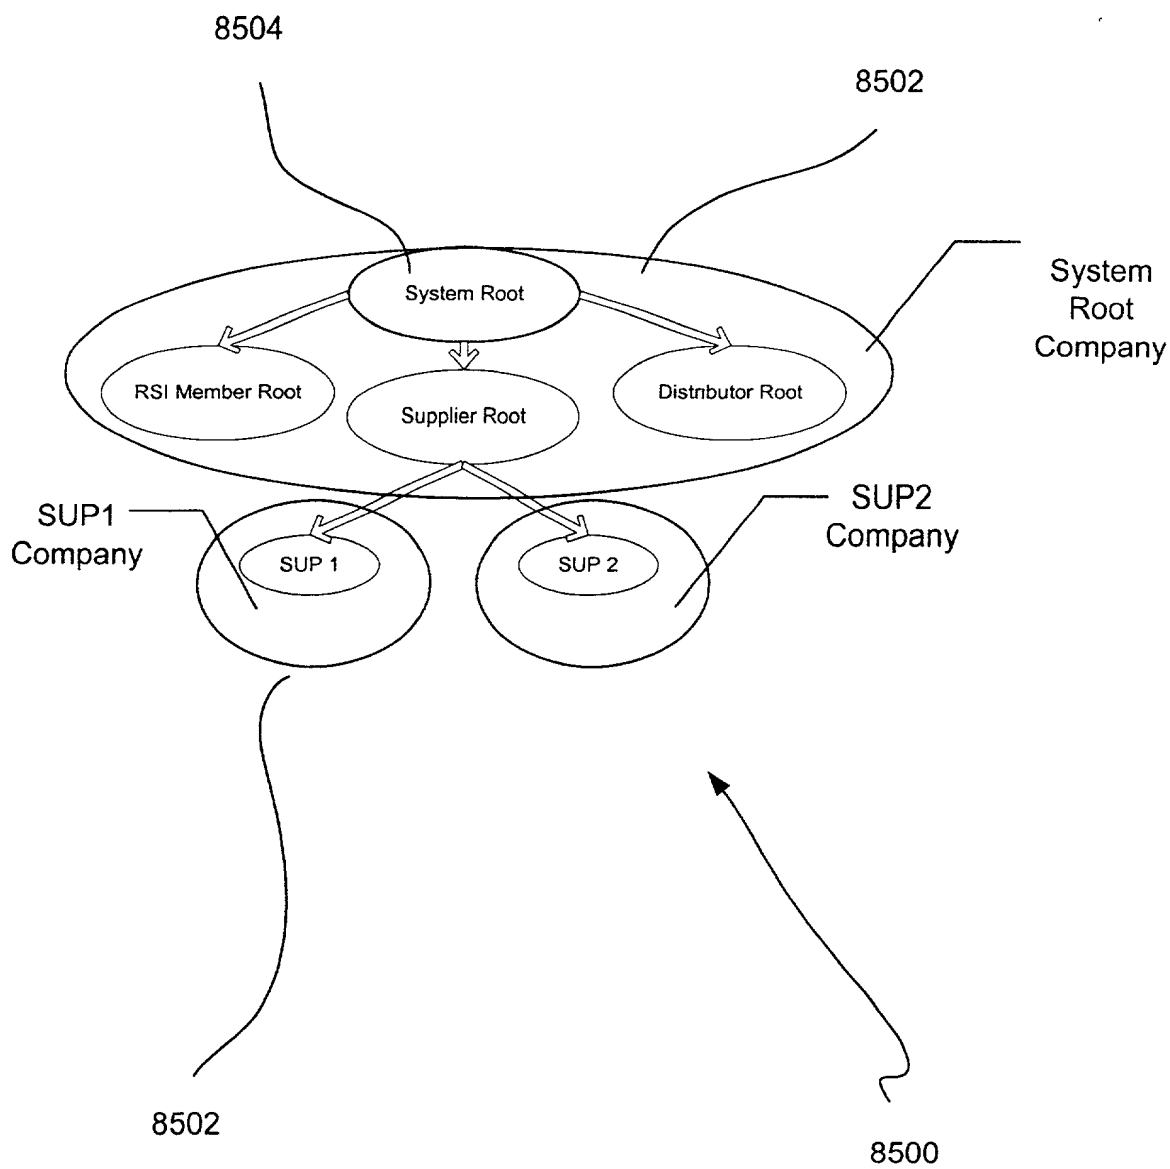 8504
8502
System Root
System
Root
Company
RSI Member Root
Supplier Root
Distributor Root
SUP1
Company
SUP2
Company
SUP 1
SUP 2
8502
8500